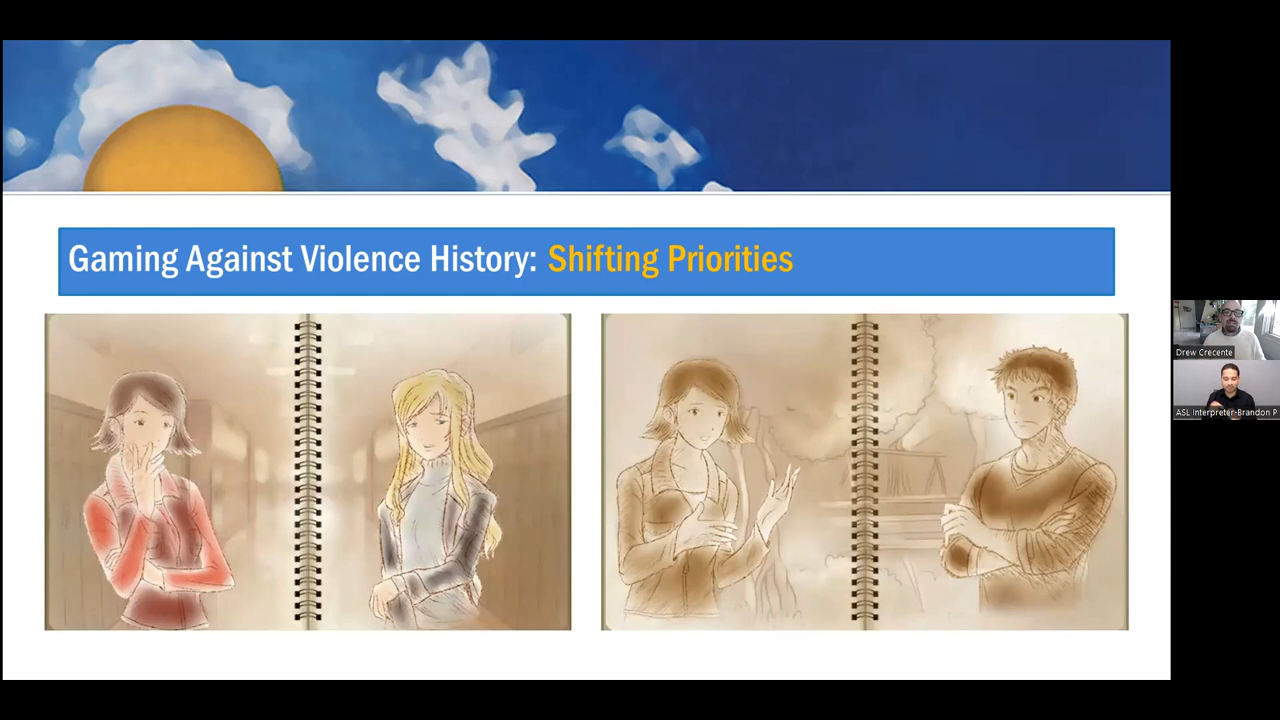 Gaming Against Violence History: Shifting Priorities
Drew Crecente
ASL Interpreter-Brandon P